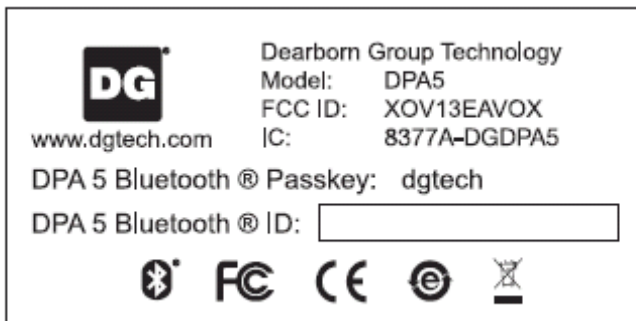 DG
www.dgtech.com
Dearborn Group Technology
Model: DPA5
FCC ID: XOV13EAVOX
IC: 8377A-DGDPA5
DPA 5 Bluetooth ® Passkey: dgtech
DPA 5 Bluetooth ® ID:
FC CE e